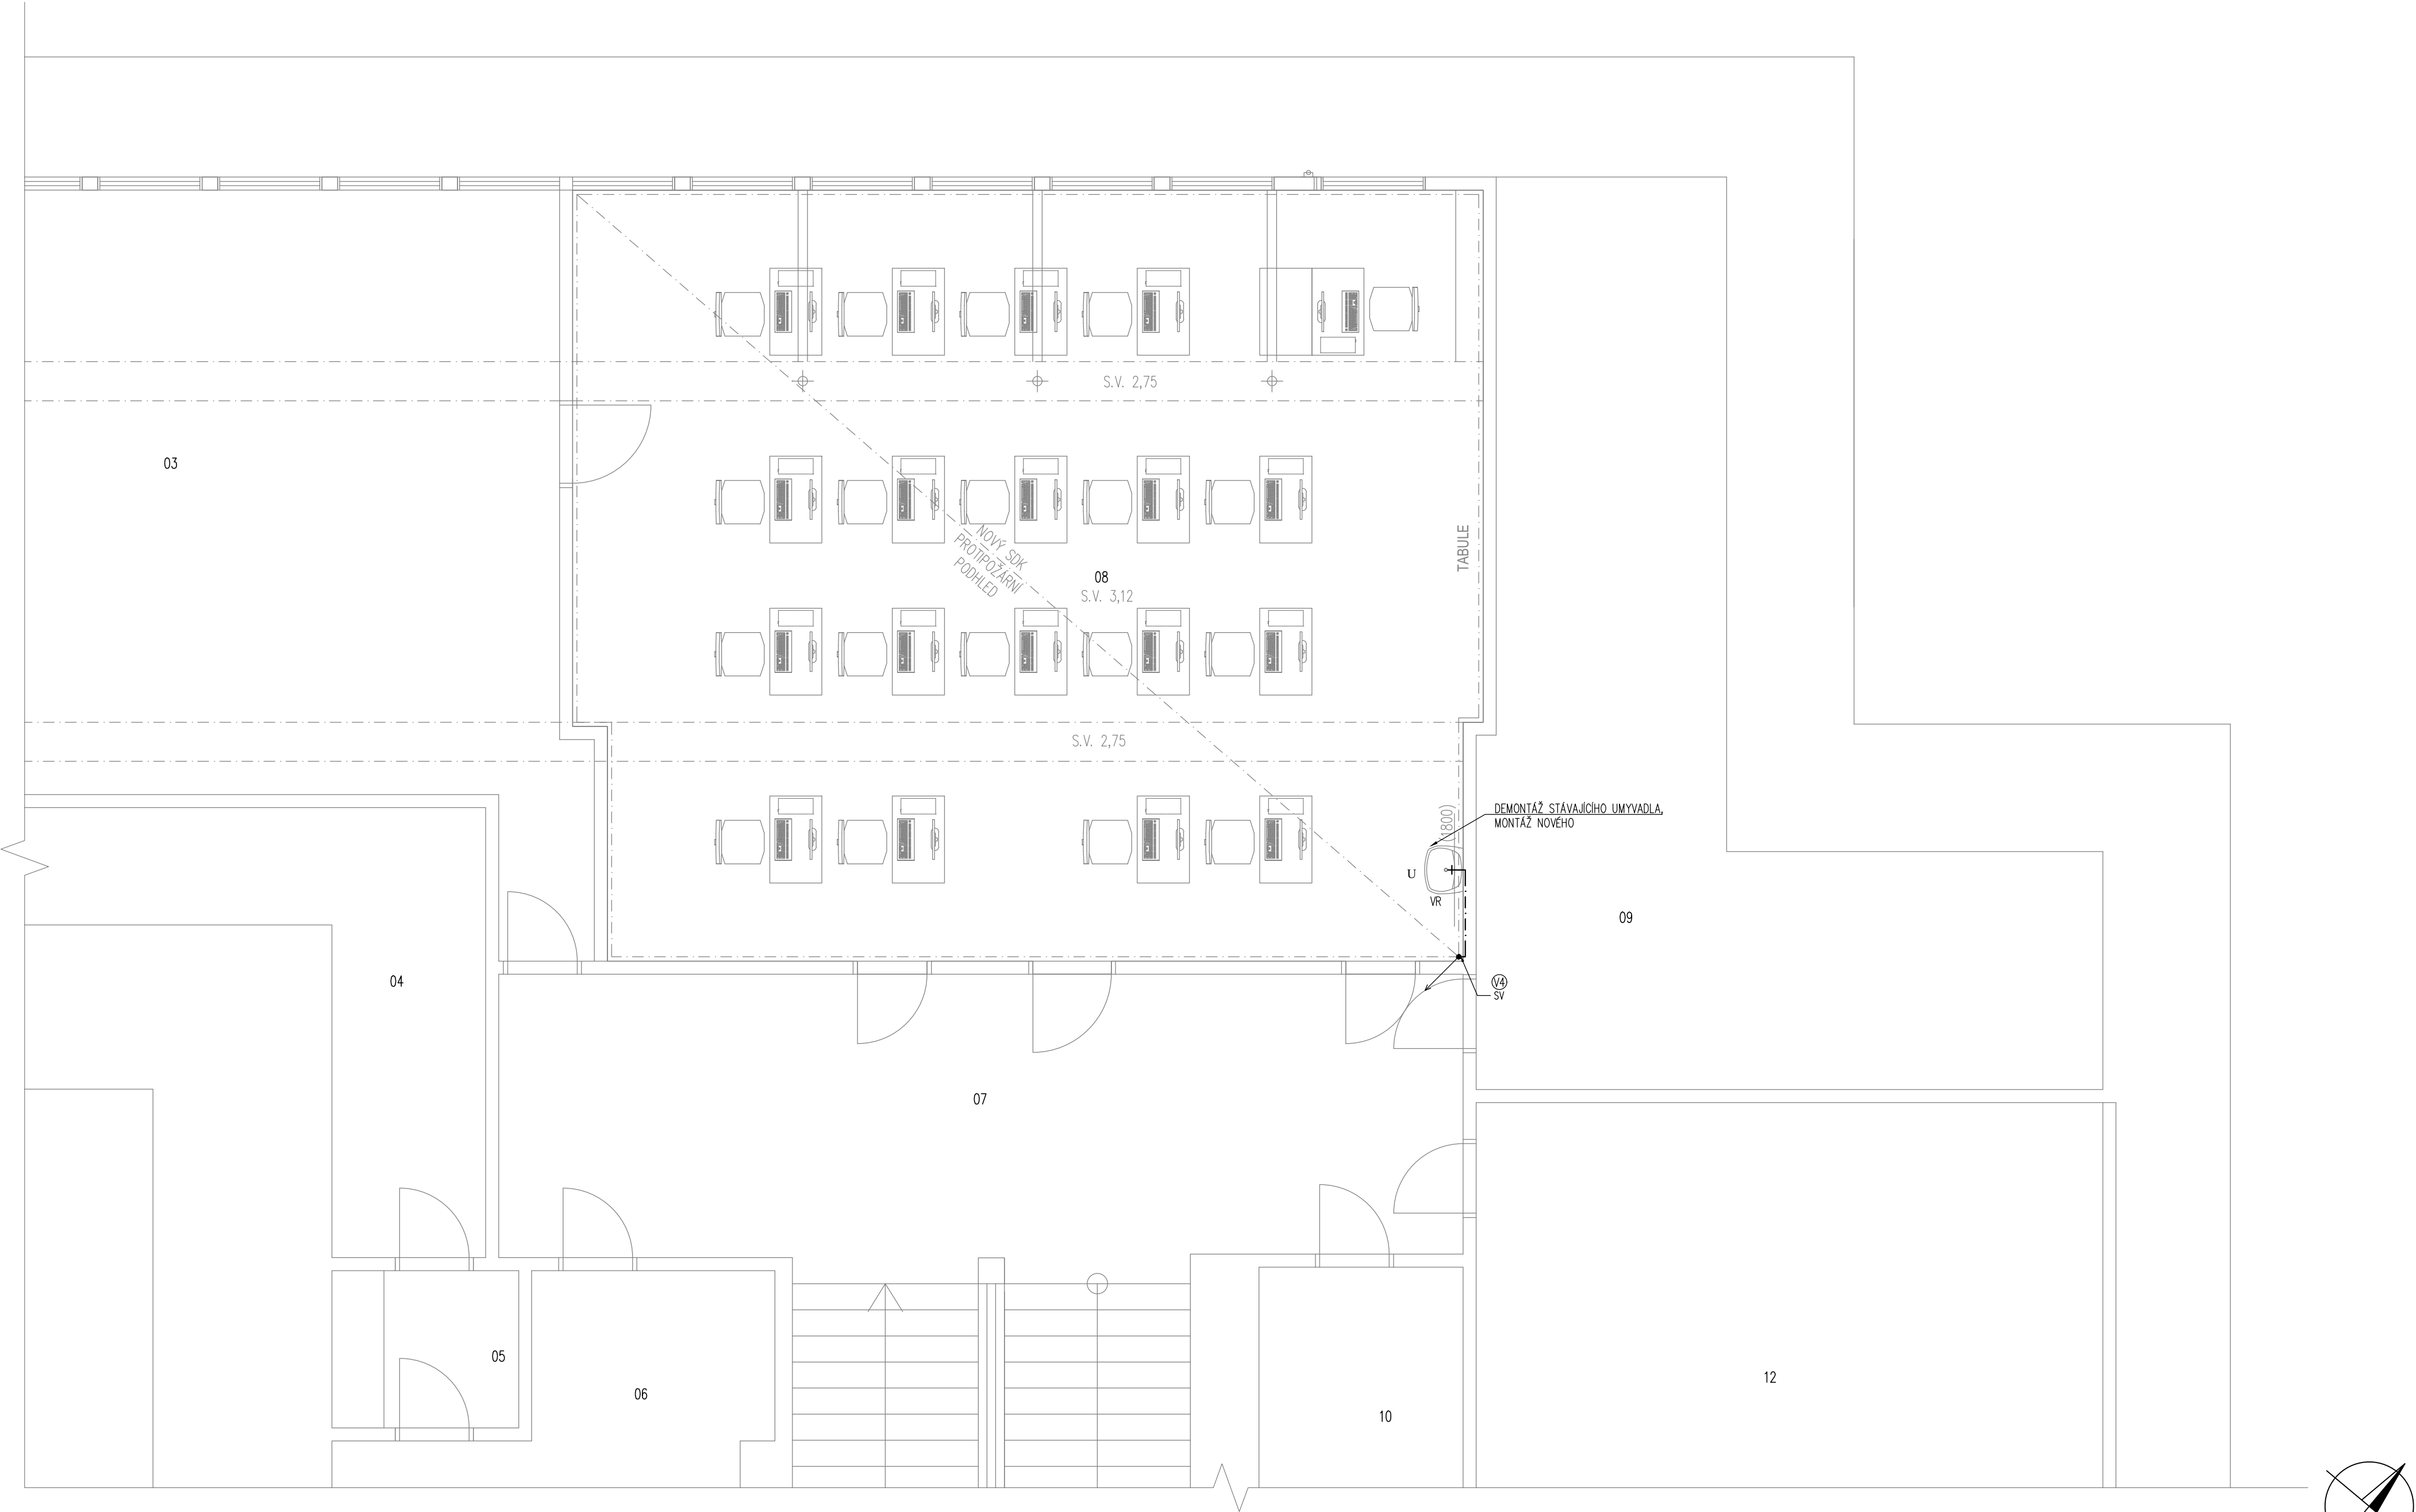 S.V. 2,75
03
NOVÝ SDK
PROTIPOŽÁRNÍ
PODHLED
08
S.V. 3,12
TABULE
S.V. 2,75
1800)
DEMONTÁŽ STÁVAJÍCÍHO UMYVADLA,
MONTÁŽ NOVÉHO
U
VR
09
04
V4
SV
07
05
06
10
12